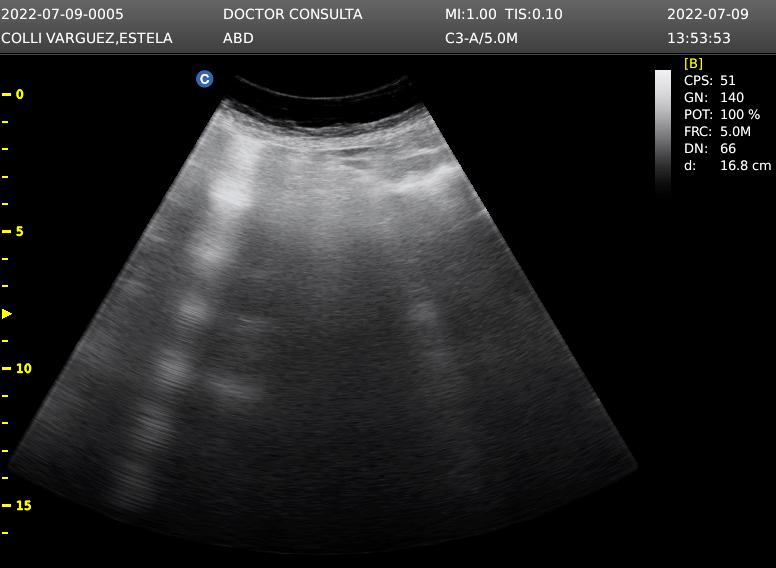 2022-07-09-0005 DOCTOR CONSULTA MI:1.00 TIS:0.10 2022-07-09
COLLI VARGUEZ,ESTELA ABD C3-A/5.0M 13:53:53
C
[B]
CPS: 51
GN: 140
POT: 100 %
FRC: 5.0M
DN: 66
d: 16.8 cm
0
5
10
15